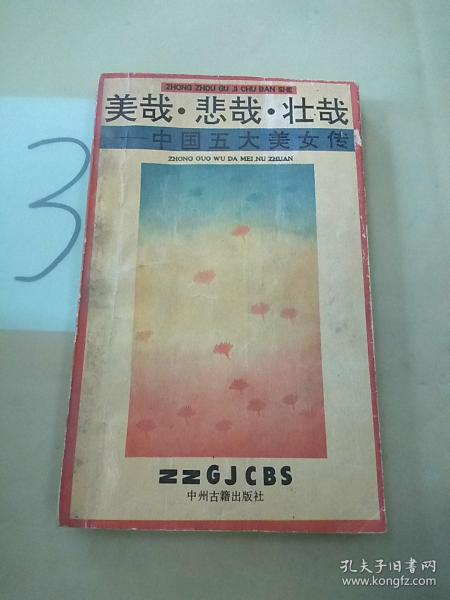 3
ZHONG ZHOU GU JI CHU BAN SHE
美哉·悲哉·壮哉
——中国五大美女传
ZHONG GUO WU DA MEI NU ZHUAN
ZZGJCBS
中州古籍出版社
孔夫子旧书网
www.kongfz.com